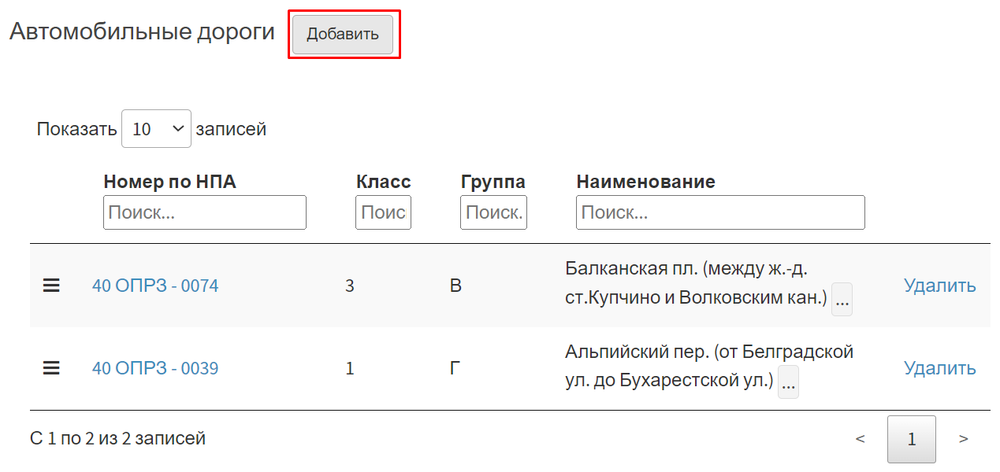 Автомобильные дороги Добавить
Показать 10 записей
Номер по НПА Класс Группа Наименование
Поиск... Поис Поиск. Поиск...
40 ОПРЗ - 0074 3 В Балканская пл. (между ж.-д.
ст.Купчино и Волковским кан.) ... Удалить
40 ОПРЗ - 0039 1 Г Альпийский пер. (от Белградской
ул. до Бухарестской ул.) ... Удалить
С 1 по 2 из 2 записей < 1 >